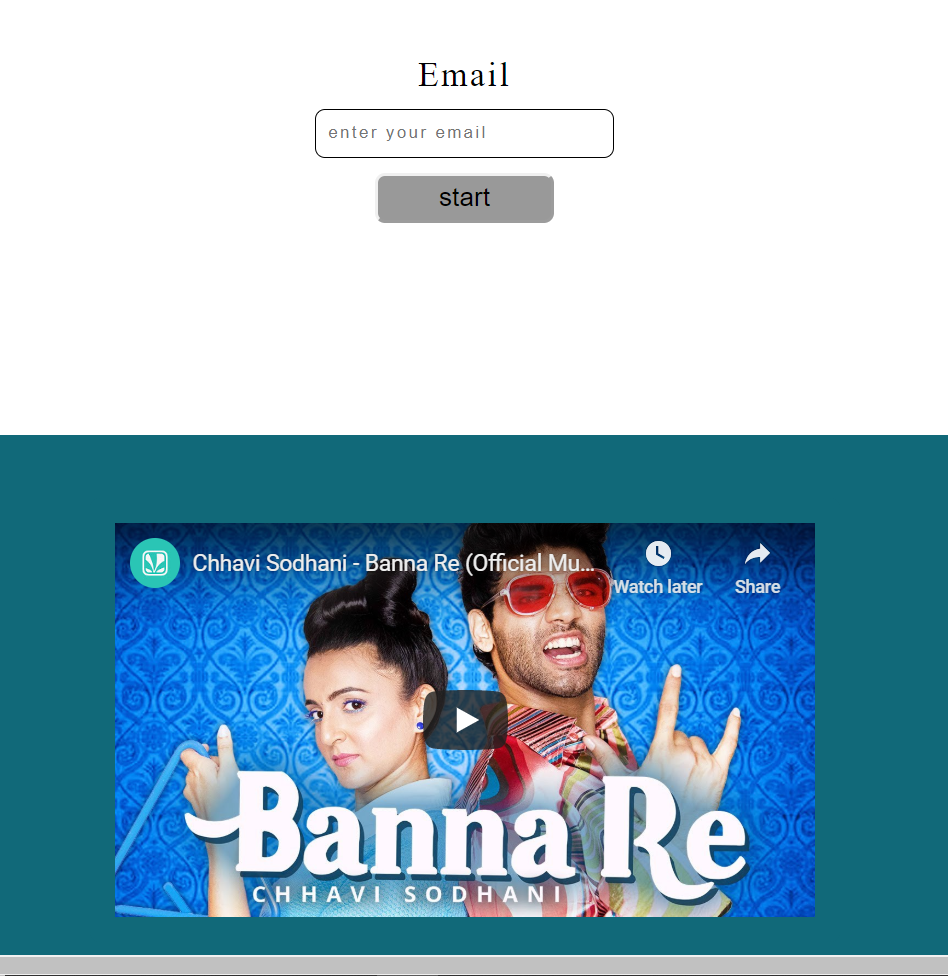 Email
enter your email
start
Chhavi Sodhani - Banna Re (Official Mu...
Watch later
Share
Banna Re
CHHAVI SODHANI